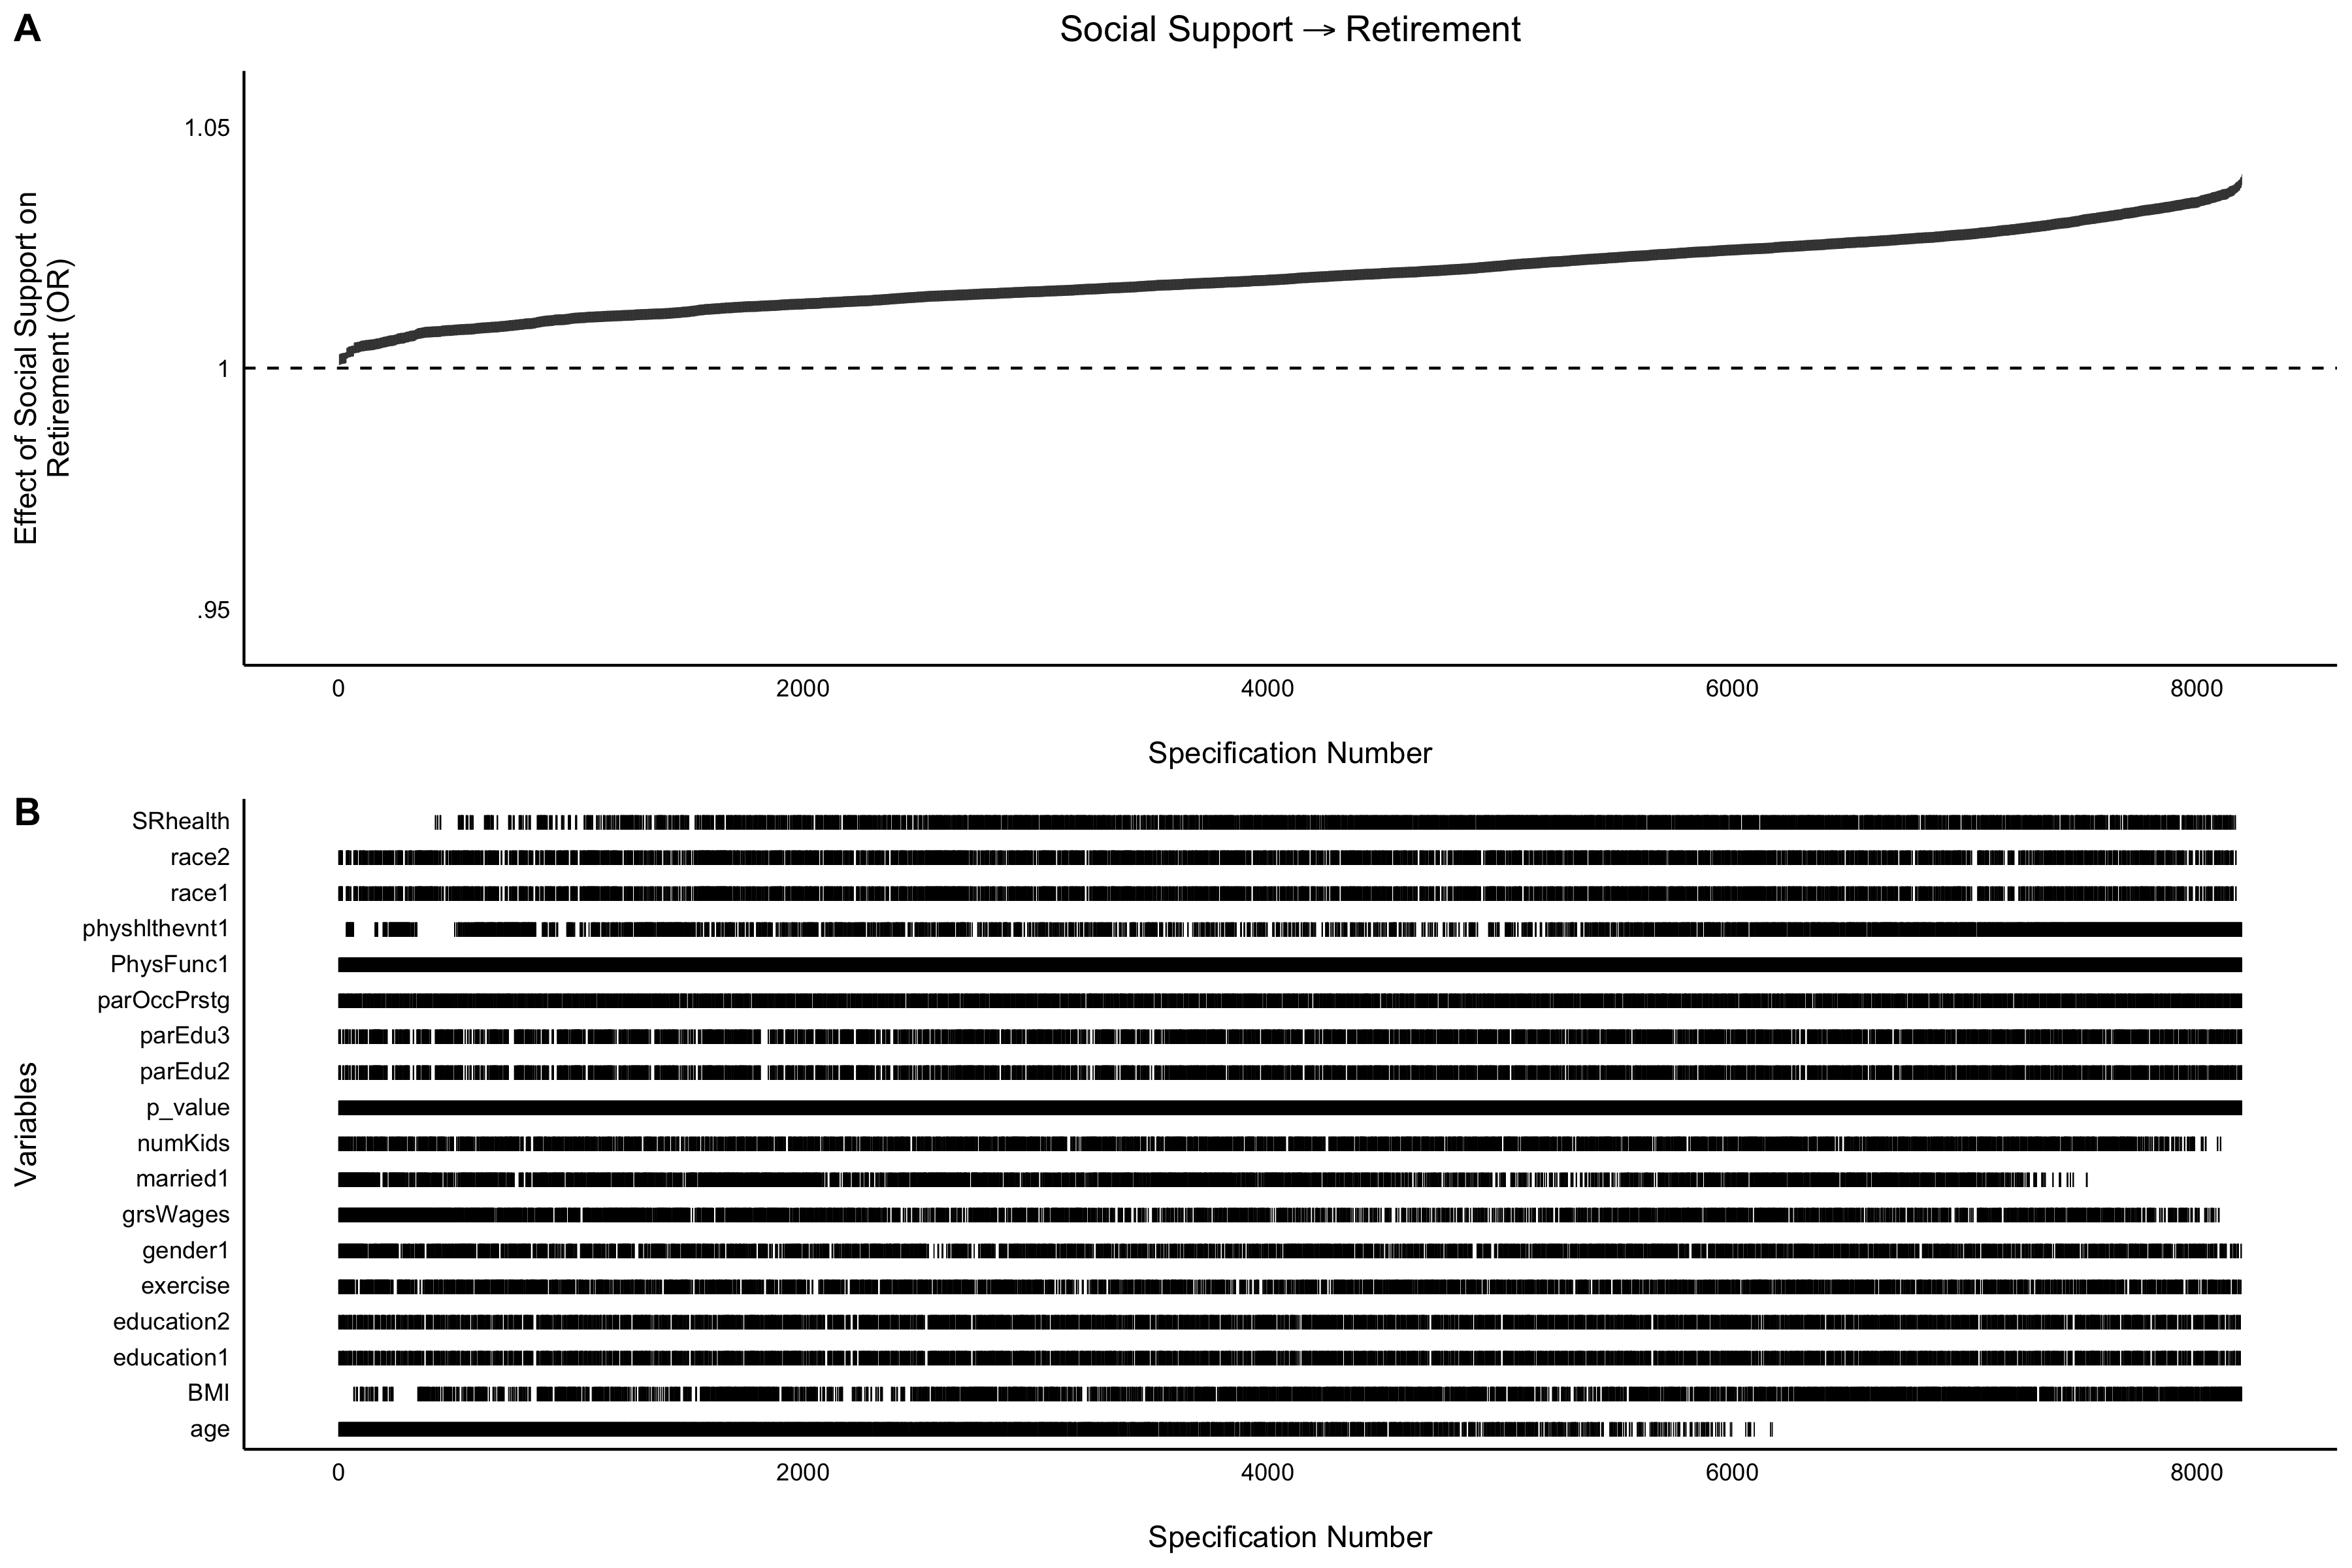 A
Social Support → Retirement
Effect of Social Support on
Retirement (OR)
1.05
1
.95
0 2000 4000 6000 8000
Specification Number
B
Variables
SRhealth
race2
race1
physhlthevnt1
PhysFunc1
parOccPrstg
parEdu3
parEdu2
p_value
numKids
married1
grsWages
gender1
exercise
education2
education1
BMI
age
0 2000 4000 6000 8000
Specification Number